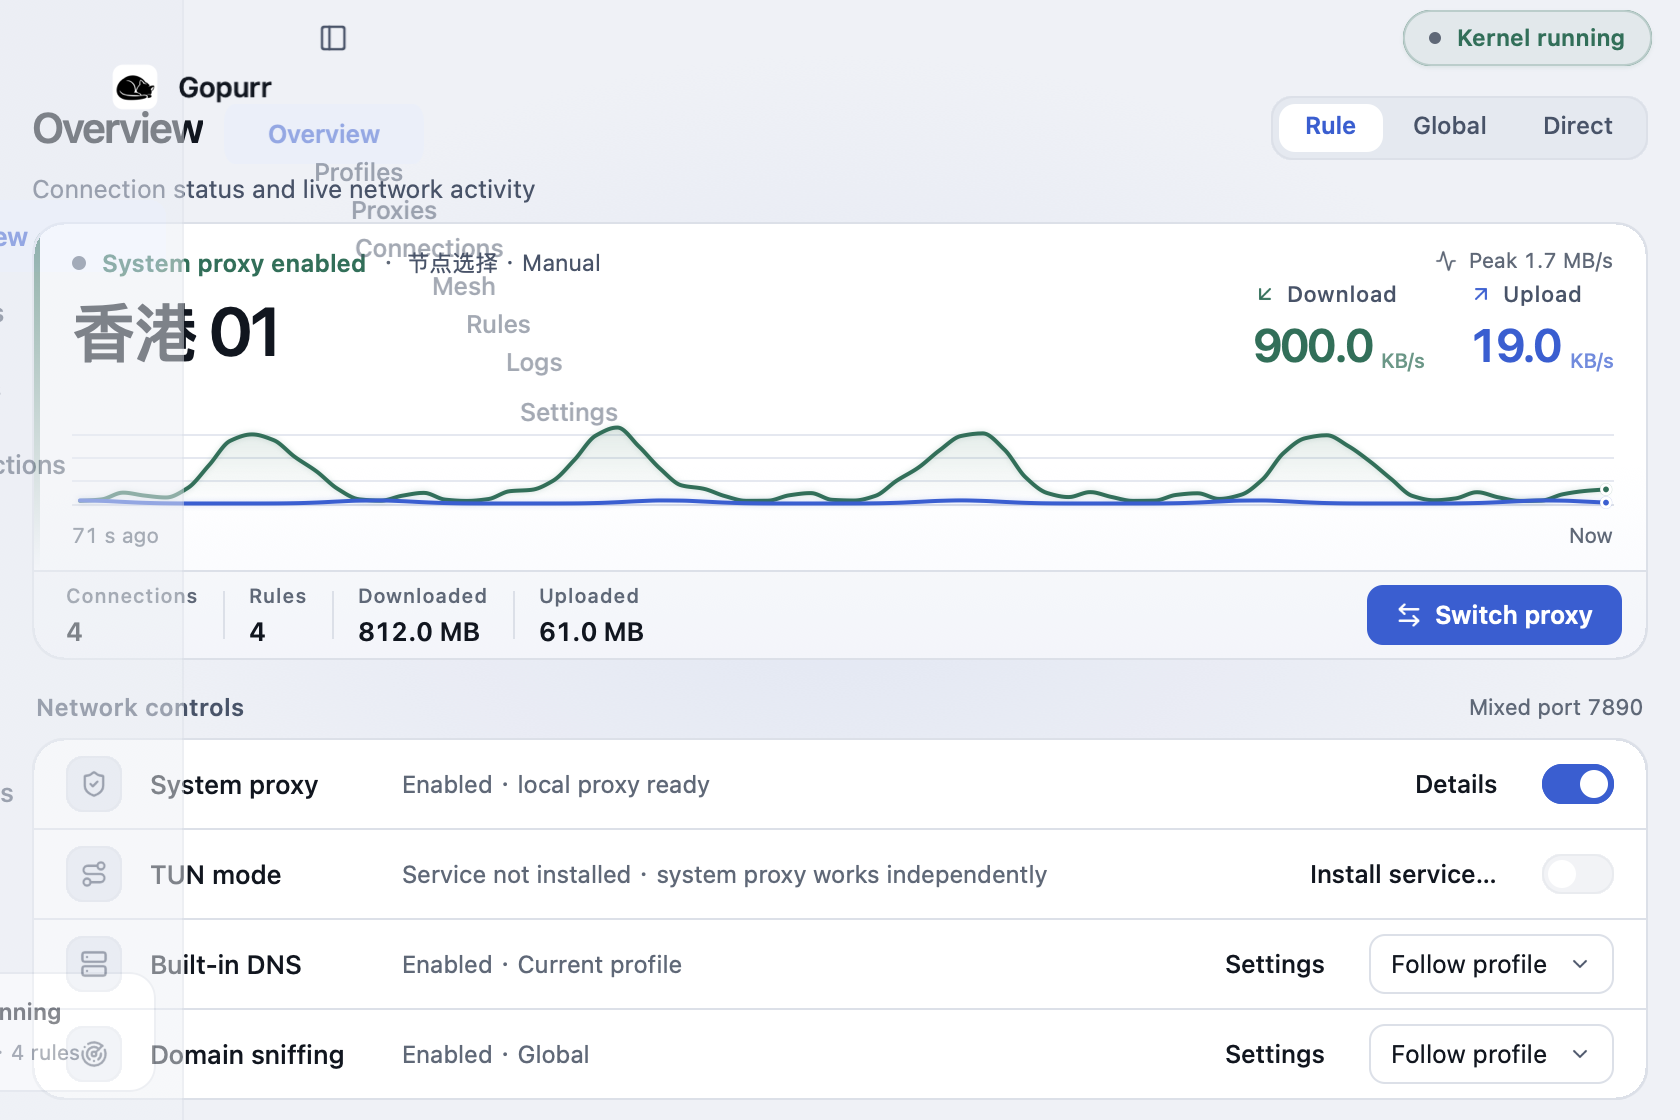 Kernel running
Gopurr
Overview
Rule
Global
Direct
Overview
Profiles
Connection status and live network activity
Proxies
ew
Connections
System proxy enabled · 节点选择 · Manual
Peak 1.7 MB/s
Mesh
Download
Upload
s
香港 01
Rules
900.0 KB/s
19.0 KB/s
Logs
Settings
ctions
71 s ago
Now
Connections
Rules
Downloaded
Uploaded
4
4
812.0 MB
61.0 MB
Switch proxy
Network controls
Mixed port 7890
System proxy
Enabled · local proxy ready
Details
s
TUN mode
Service not installed · system proxy works independently
Install service...
Built-in DNS
Enabled · Current profile
Settings
Follow profile
nning
· 4 rules
Domain sniffing
Enabled · Global
Settings
Follow profile